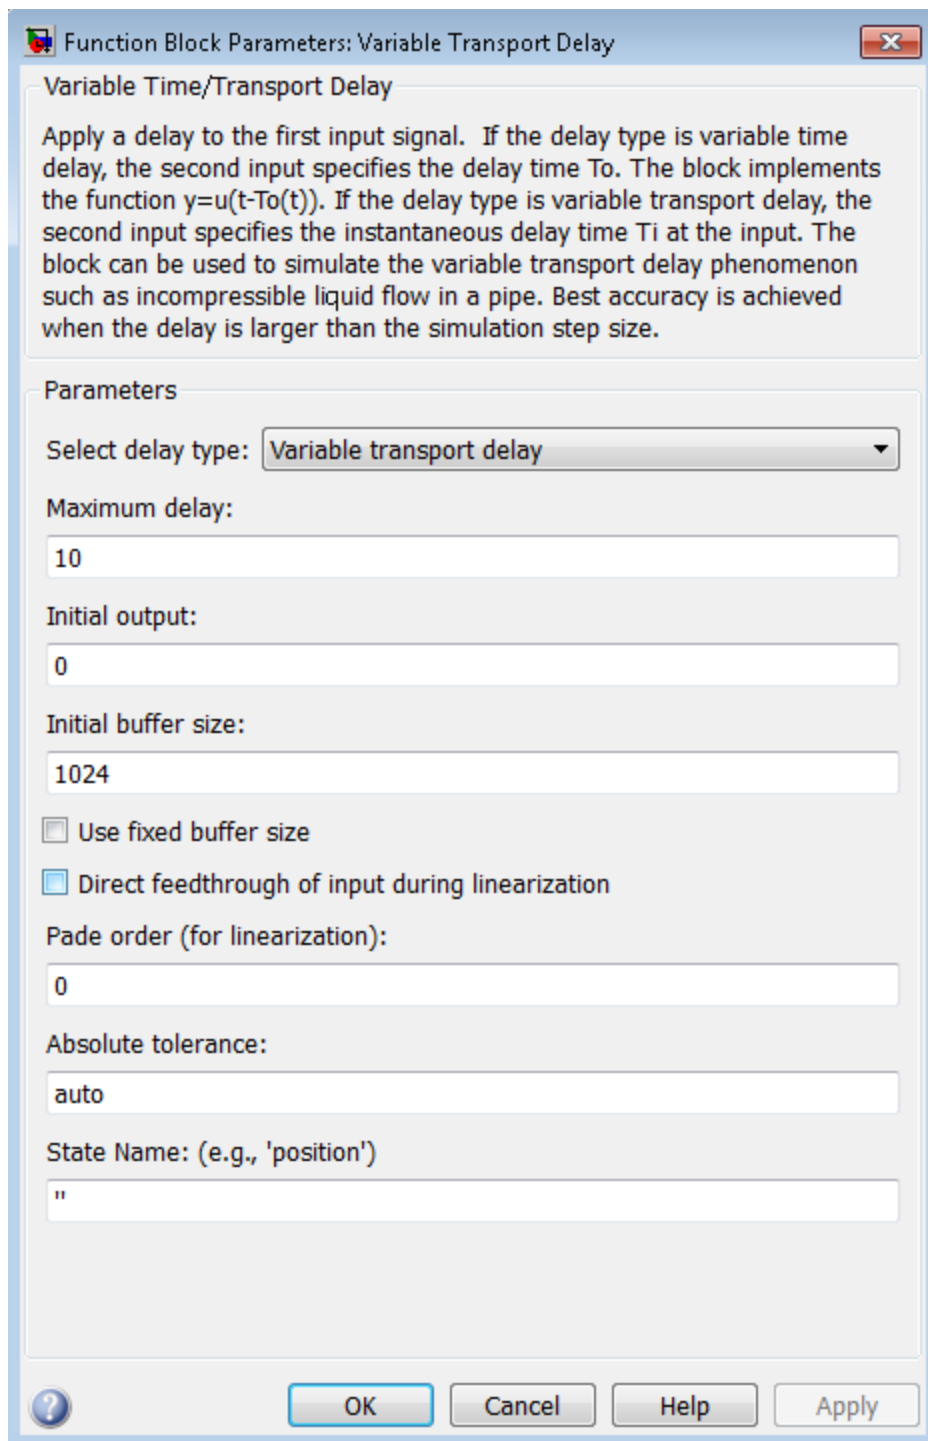 Function Block Parameters: Variable Transport Delay
Variable Time/Transport Delay
Apply a delay to the first input signal.  If the delay type is variable time
delay, the second input specifies the delay time To. The block implements
the function y=u(t-To(t)). If the delay type is variable transport delay, the
second input specifies the instantaneous delay time Ti at the input. The
block can be used to simulate the variable transport delay phenomenon
such as incompressible liquid flow in a pipe. Best accuracy is achieved
when the delay is larger than the simulation step size.
Parameters
Select delay type: Variable transport delay
Maximum delay:
10
Initial output:
0
Initial buffer size:
1024
Use fixed buffer size
Direct feedthrough of input during linearization
Pade order (for linearization):
0
Absolute tolerance:
auto
State Name: (e.g., 'position')
''
? OK Cancel Help Apply